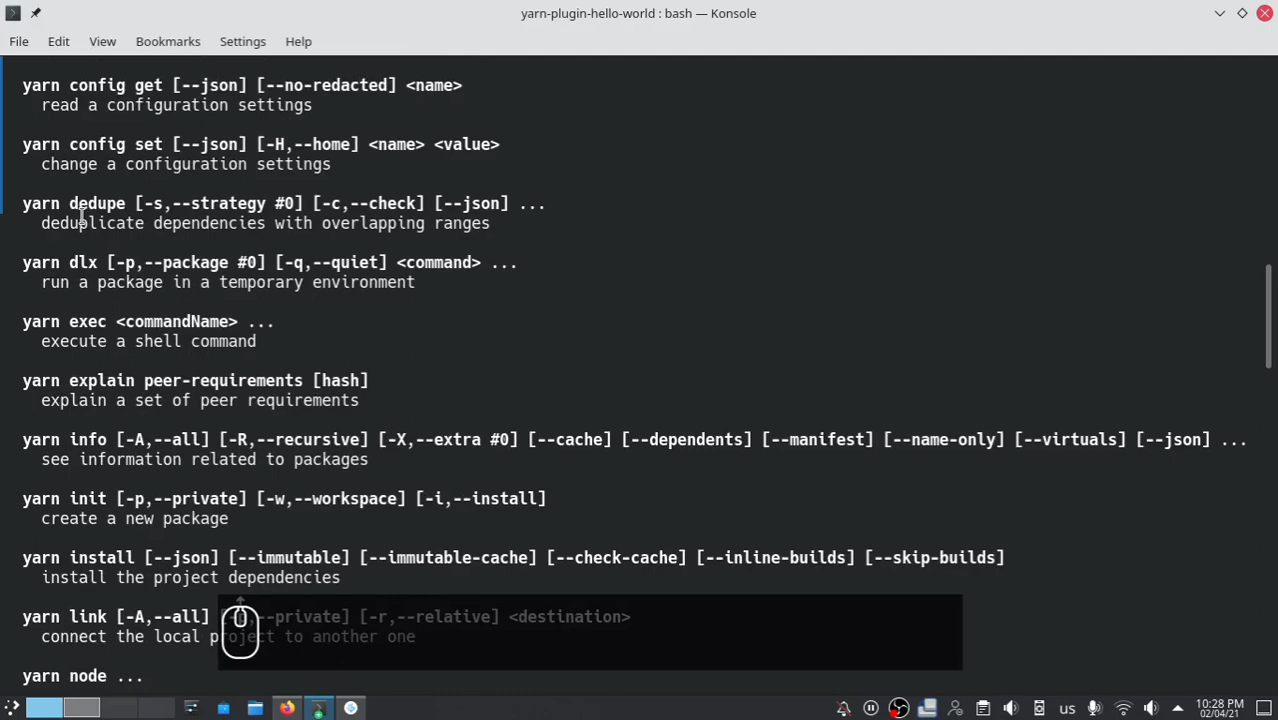 yarn-plugin-hello-world : bash — Konsole
File Edit View Bookmarks Settings Help
yarn config get [--json] [--no-redacted] <name>
read a configuration settings
yarn config set [--json] [-H,--home] <name> <value>
change a configuration settings
yarn dedupe [-s,--strategy #0] [-c,--check] [--json] ...
deduplicate dependencies with overlapping ranges
yarn dlx [-p,--package #0] [-q,--quiet] <command> ...
run a package in a temporary environment
yarn exec <commandName> ...
execute a shell command
yarn explain peer-requirements [hash]
explain a set of peer requirements
yarn info [-A,--all] [-R,--recursive] [-X,--extra #0] [--cache] [--dependents] [--manifest] [--name-only] [--virtuals] [--json] ...
see information related to packages
yarn init [-p,--private] [-w,--workspace] [-i,--install]
create a new package
yarn install [--json] [--immutable] [--immutable-cache] [--check-cache] [--inline-builds] [--skip-builds]
install the project dependencies
yarn link [-A,--all] [-p,--private] [-r,--relative] <destination>
connect the local project to another one
yarn node ...
us 10:28 PM
02/04/21